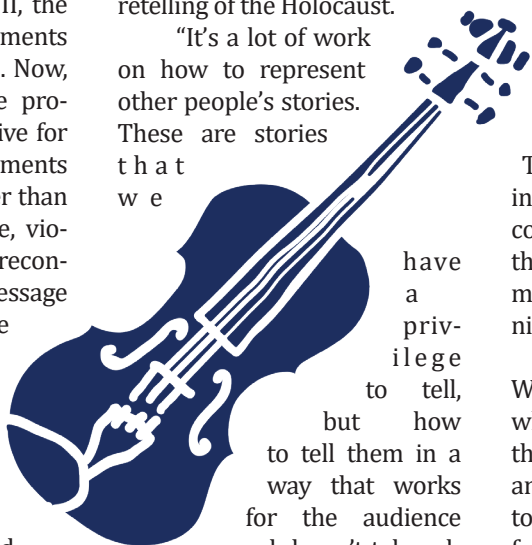 II, the
ments
. Now,
e pro-
ive for
ments
r than
e, vio-
recon-
essage
e
retelling of the Holocaust.
“It’s a lot of work
on how to represent
other people’s stories.
These are stories
that
we
have
a
priv-
ilege
to tell,
but how
to tell them in a
way that works
for the audience
T
in
co
th
m
ni
W
w
th
an
to